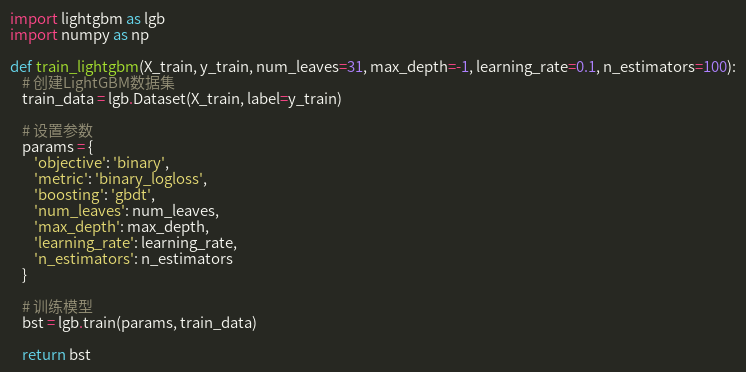 import lightgbm as lgb
import numpy as np
def train_lightgbm(X_train, y_train, num_leaves=31, max_depth=-1, learning_rate=0.1, n_estimators=100):
# 创建LightGBM数据集
train_data = lgb.Dataset(X_train, label=y_train)
# 设置参数
params = {
'objective': 'binary',
'metric': 'binary_logloss',
'boosting': 'gbdt',
'num_leaves': num_leaves,
'max_depth': max_depth,
'learning_rate': learning_rate,
'n_estimators': n_estimators
}
# 训练模型
bst = lgb.train(params, train_data)
return bst